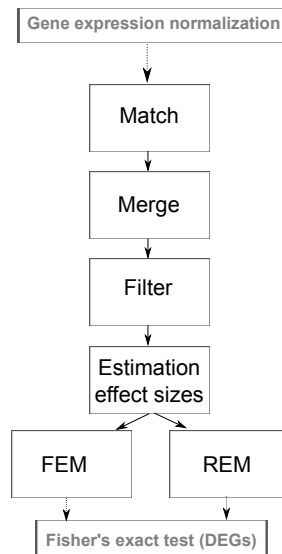 Gene expression normalization
Match
Merge
Filter
Estimation
effect sizes
FEM
REM
Fisher's exact test (DEGs)